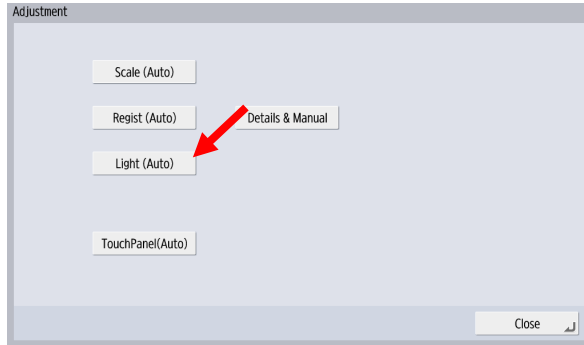 Adjustment
Scale (Auto)
Regist (Auto)
Details & Manual
Light (Auto)
TouchPanel(Auto)
Close